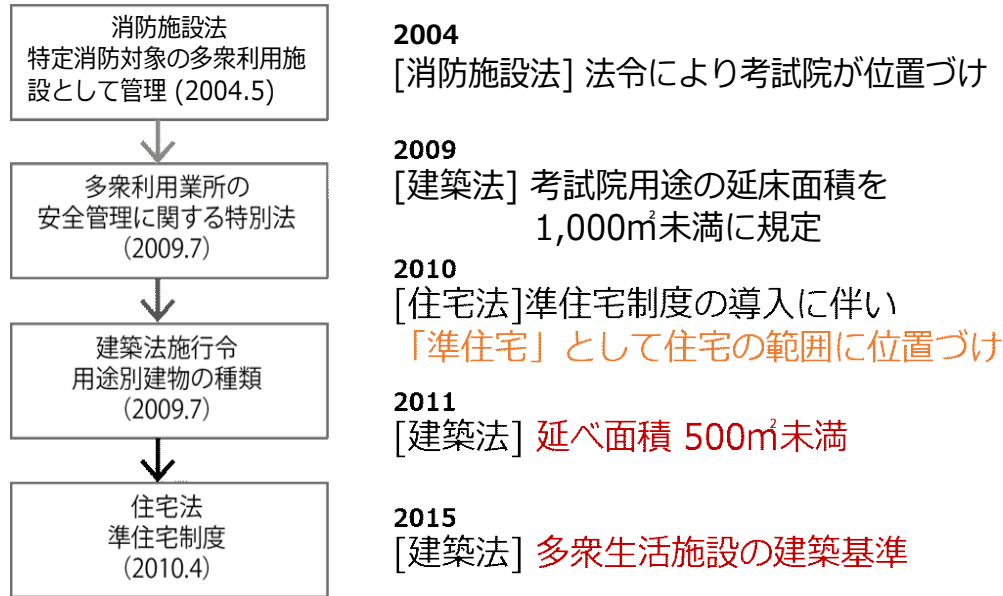 消防施設法
特定消防対象の多衆利用施
設として管理 (2004.5)
多衆利用業所の
安全管理に関する特別法
(2009.7)
建築法施行令
用途別建物の種類
(2009.7)
住宅法
準住宅制度
(2010.4)
2004
[消防施設法] 法令により考試院が位置づけ
2009
[建築法] 考試院用途の延床面積を
1,000㎡未満に規定
2010
[住宅法]準住宅制度の導入に伴い
「準住宅」として住宅の範囲に位置づけ
2011
[建築法] 延べ面積 500㎡未満
2015
[建築法] 多衆生活施設の建築基準